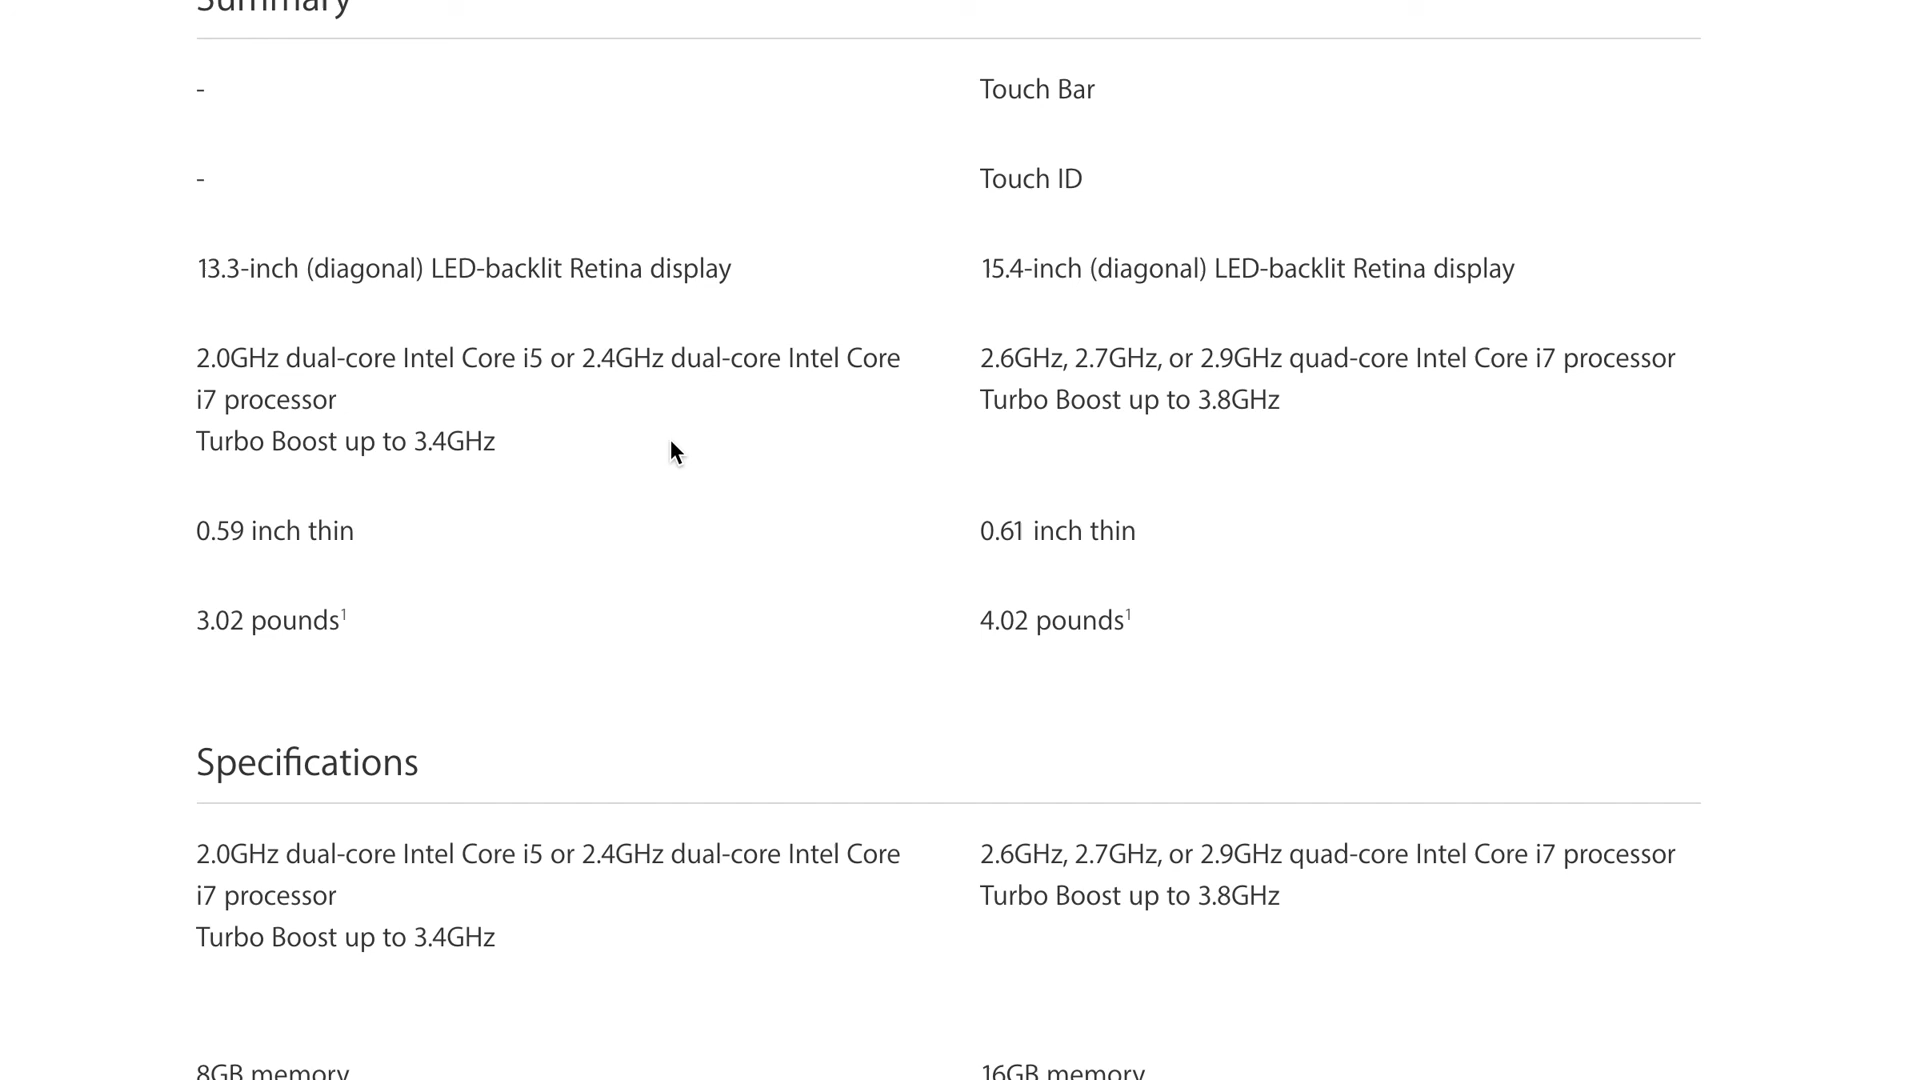 Summary
-
Touch Bar
-
Touch ID
13.3-inch (diagonal) LED-backlit Retina display
15.4-inch (diagonal) LED-backlit Retina display
2.0GHz dual-core Intel Core i5 or 2.4GHz dual-core Intel Core
i7 processor
Turbo Boost up to 3.4GHz
2.6GHz, 2.7GHz, or 2.9GHz quad-core Intel Core i7 processor
Turbo Boost up to 3.8GHz
0.59 inch thin
0.61 inch thin
3.02 pounds¹
4.02 pounds¹
Specifications
2.0GHz dual-core Intel Core i5 or 2.4GHz dual-core Intel Core
i7 processor
Turbo Boost up to 3.4GHz
2.6GHz, 2.7GHz, or 2.9GHz quad-core Intel Core i7 processor
Turbo Boost up to 3.8GHz
8GB memory
16GB memory